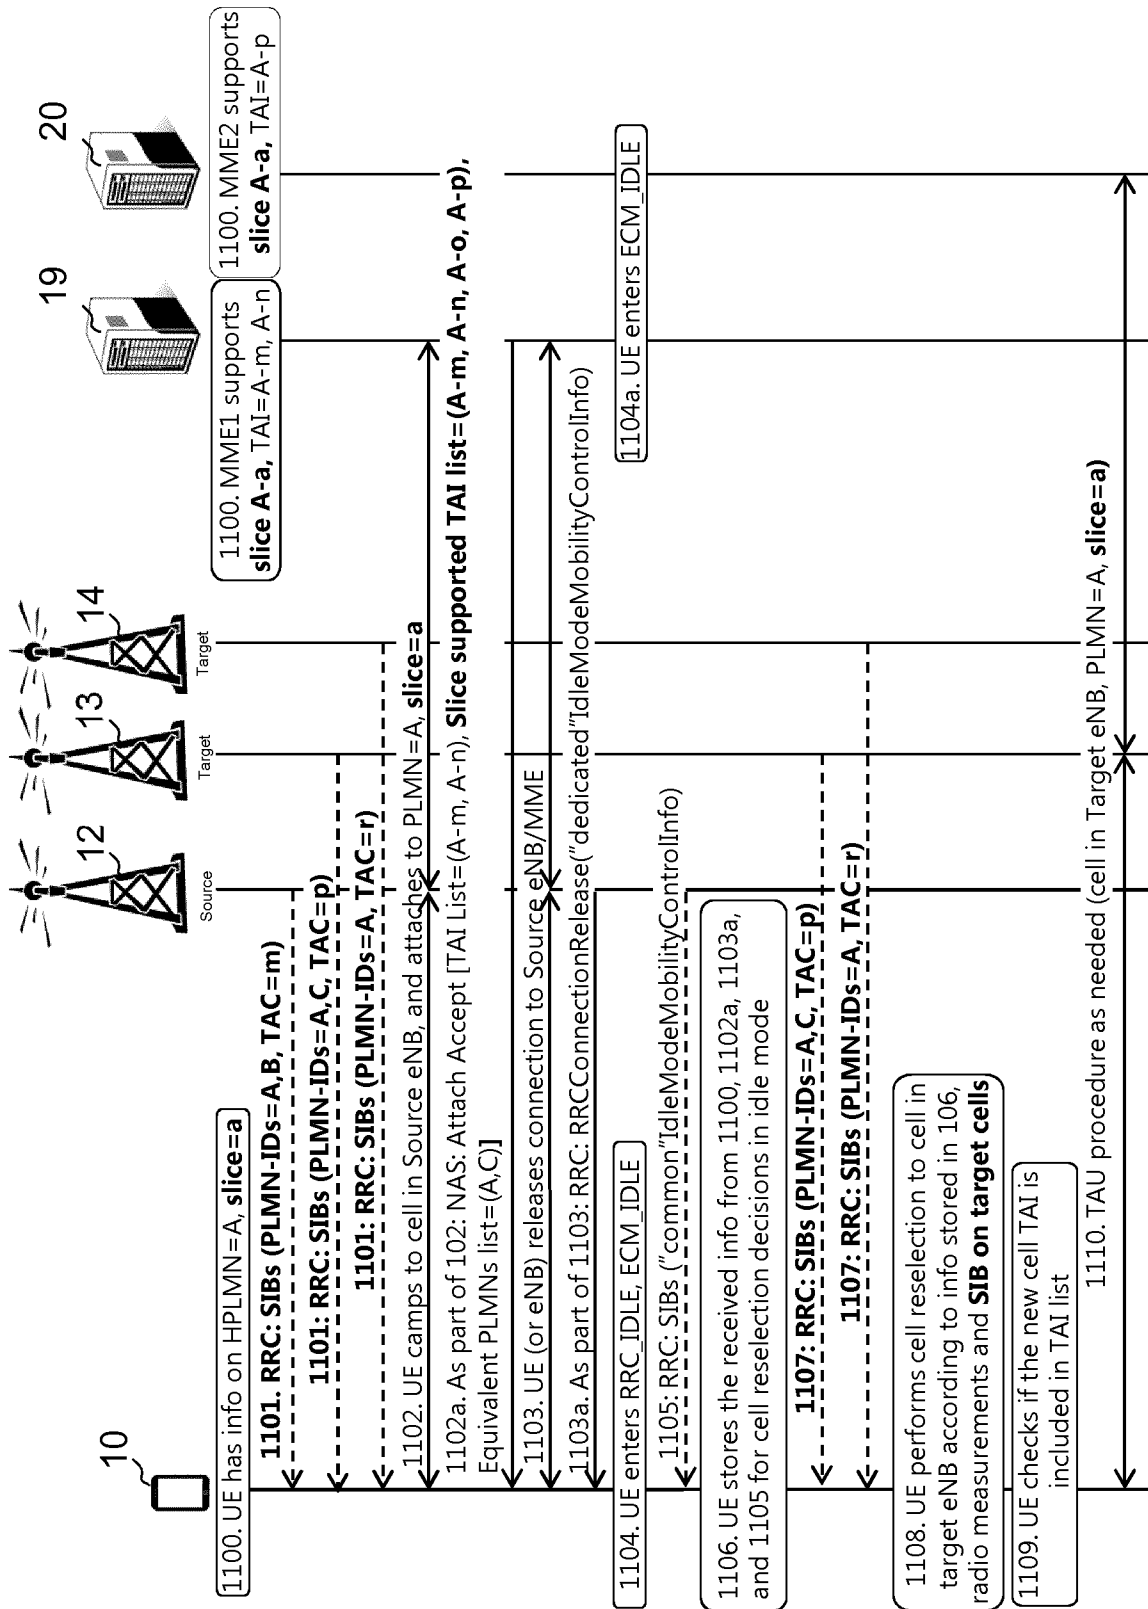 10
12
13
14
19
20
Source
Target
Target
1100. UE has info on HPLMN=A, slice=a
1100. MME1 supports
slice A-a, TAI=A-m, A-n
1100. MME2 supports
slice A-a, TAI=A-p
1101. RRC: SIBs (PLMN-IDs=A,B, TAC=m)
1101: RRC: SIBs (PLMN-IDs=A,C, TAC=p)
1101: RRC: SIBs (PLMN-IDs=A, TAC=r)
1102. UE camps to cell in Source eNB, and attaches to PLMN=A, slice=a
1102a. As part of 102: NAS: Attach Accept [TAI List=(A-m, A-n), Slice supported TAI list=(A-m, A-n, A-o, A-p),
Equivalent PLMNs list=(A,C)]
1103. UE (or eNB) releases connection to Source eNB/MME
1103a. As part of 1103: RRC: RRCConnectionRelease("dedicated"IdleModeMobilityControlInfo)
1104. UE enters RRC_IDLE, ECM_IDLE
1104a. UE enters ECM_IDLE
1105: RRC: SIBs ("common"IdleModeMobilityControlInfo)
1106. UE stores the received info from 1100, 1102a, 1103a,
and 1105 for cell reselection decisions in idle mode
1107: RRC: SIBs (PLMN-IDs=A,C, TAC=p)
1107: RRC: SIBs (PLMN-IDs=A, TAC=r)
1108. UE performs cell reselection to cell in
target eNB according to info stored in 106,
radio measurements and SIB on target cells
1109. UE checks if the new cell TAI is
included in TAI list
1110. TAU procedure as needed (cell in Target eNB, PLMN=A, slice=a)